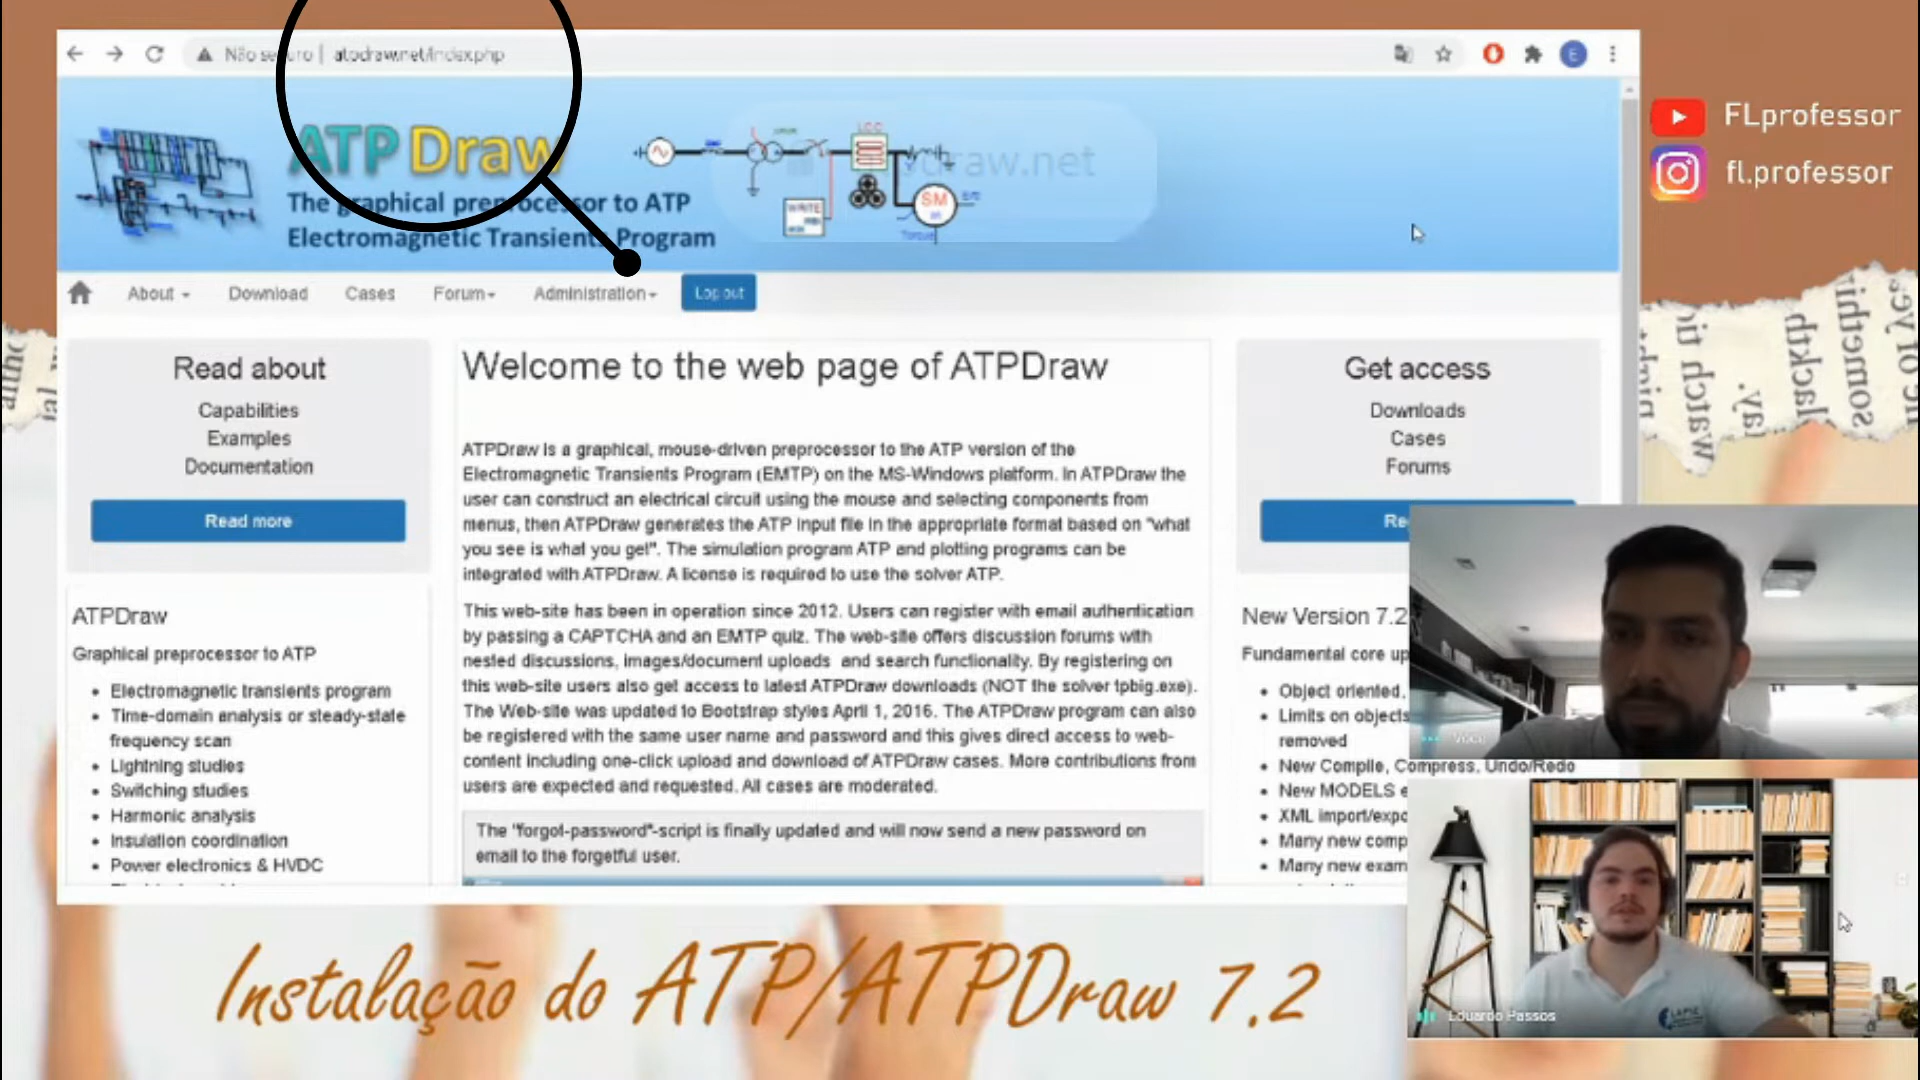 Não seguro | atpdraw.net/index.php
ATPDraw
The graphical preprocessor to ATP
Electromagnetic Transients Program
LCC
WRITE
SM
Torque
draw.net
FLprofessor
fl.professor
About
Download
Cases
Forum
Administration
Log out
Read about
Capabilities
Examples
Documentation
Read more
ATPDraw
Graphical preprocessor to ATP
• Electromagnetic transients program
• Time-domain analysis or steady-state
frequency scan
• Lightning studies
• Switching studies
• Harmonic analysis
• Insulation coordination
• Power electronics & HVDC
Welcome to the web page of ATPDraw
ATPDraw is a graphical, mouse-driven preprocessor to the ATP version of the
Electromagnetic Transients Program (EMTP) on the MS-Windows platform. In ATPDraw the
user can construct an electrical circuit using the mouse and selecting components from
menus, then ATPDraw generates the ATP input file in the appropriate format based on "what
you see is what you get". The simulation program ATP and plotting programs can be
integrated with ATPDraw. A license is required to use the solver ATP.
This web-site has been in operation since 2012. Users can register with email authentication
by passing a CAPTCHA and an EMTP quiz. The web-site offers discussion forums with
nested discussions, images/document uploads and search functionality. By registering on
this web-site users also get access to latest ATPDraw downloads (NOT the solver tpbig.exe).
The Web-site was updated to Bootstrap styles April 1, 2016. The ATPDraw program can also
be registered with the same user name and password and this gives direct access to web-
content including one-click upload and download of ATPDraw cases. More contributions from
users are expected and requested. All cases are moderated.
The "forgot-password"-script is finally updated and will now send a new password on
email to the forgetful user.
Get access
Downloads
Cases
Forums
Re
New Version 7.2
Fundamental core up
• Object oriented,
• Limits on objects
removed
• New Compile, Compress, Undo/Redo
• New MODELS e
• XML import/expo
• Many new comp
• Many new exam
Você
Eduardo Passos
LAPSE
Instalação do ATP/ATPDraw 7.2